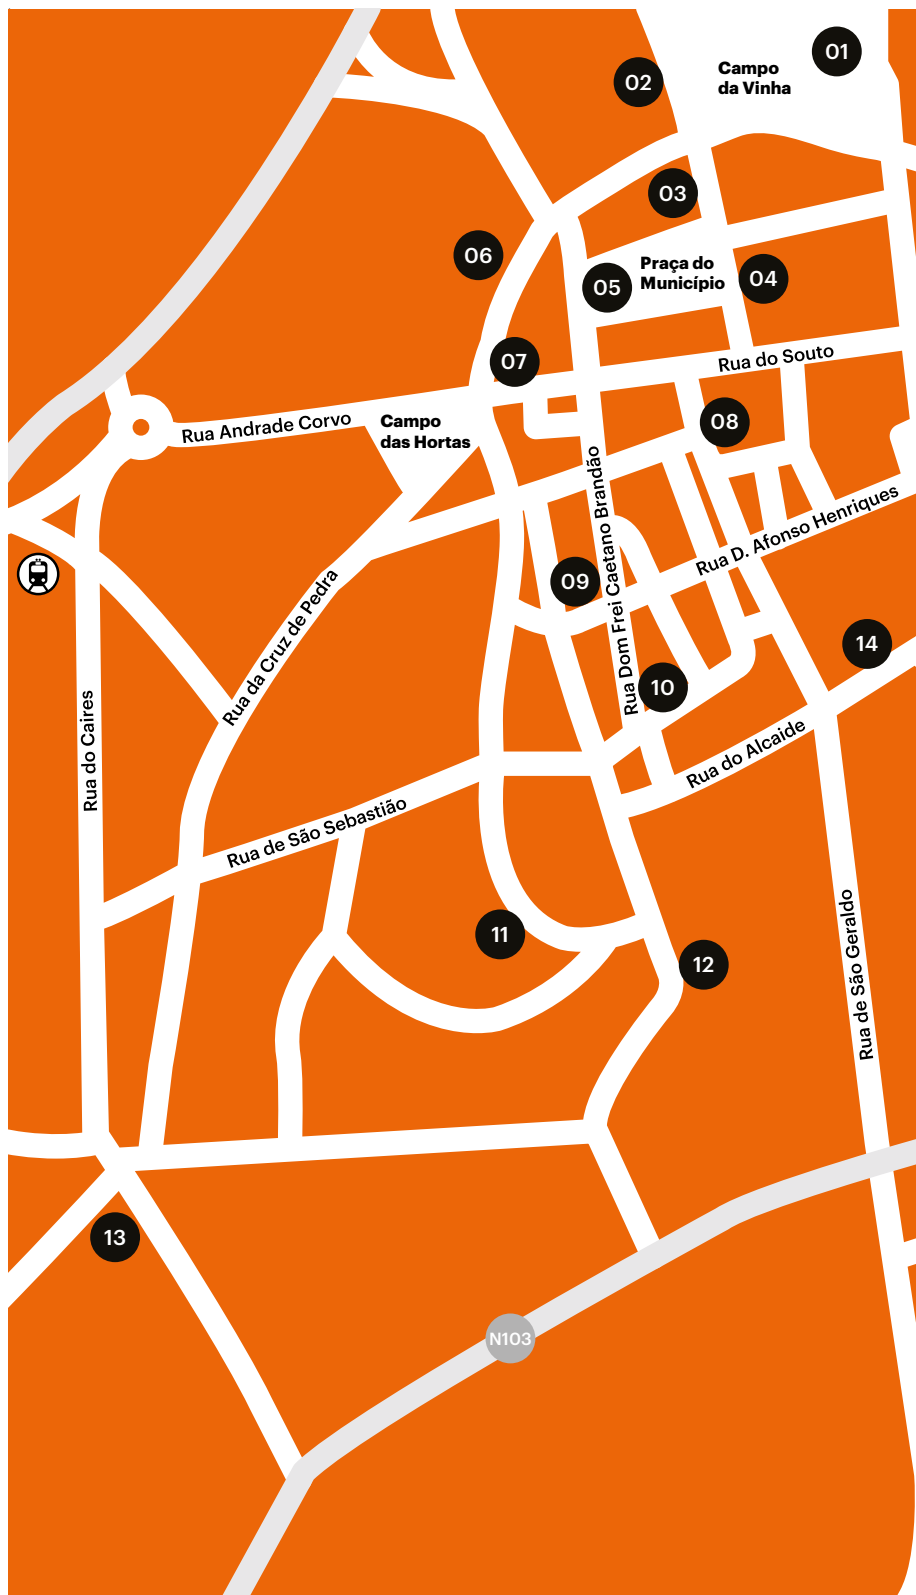 01
Campo
da Vinha
02
03
06
Praça do
Município
04
05
07
Rua do Souto
Rua Andrade Corvo
Campo
das Hortas
08
Rua Dom Frei Caetano Brandão
Rua D. Afonso Henriques
09
Rua da Cruz de Pedra
14
10
Rua do Caires
Rua do Alcaide
Rua de São Sebastião
11
12
Rua de São Geraldo
13
N103